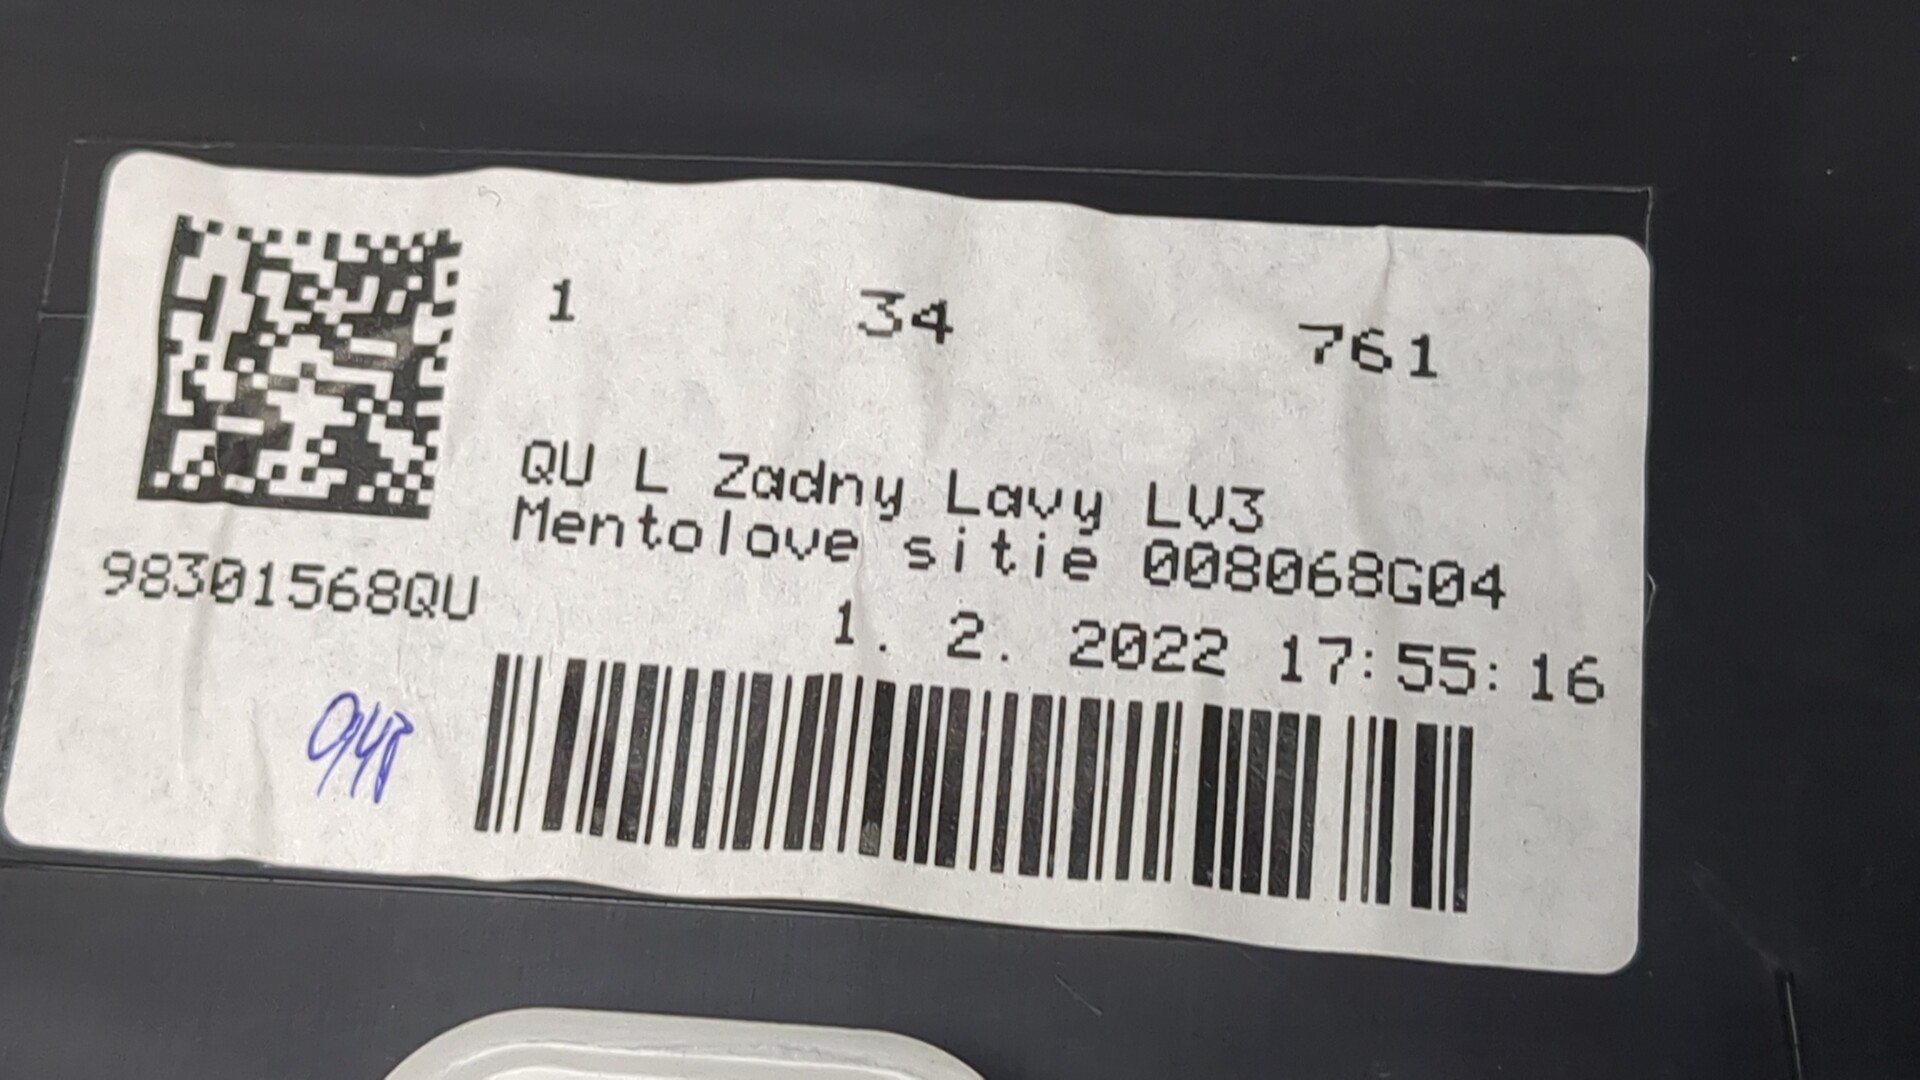 1 34 761
QU L Zadny Lavy LV3
Mentolove sitie 008068G04
98301568QU
1. 2. 2022 17:55:16